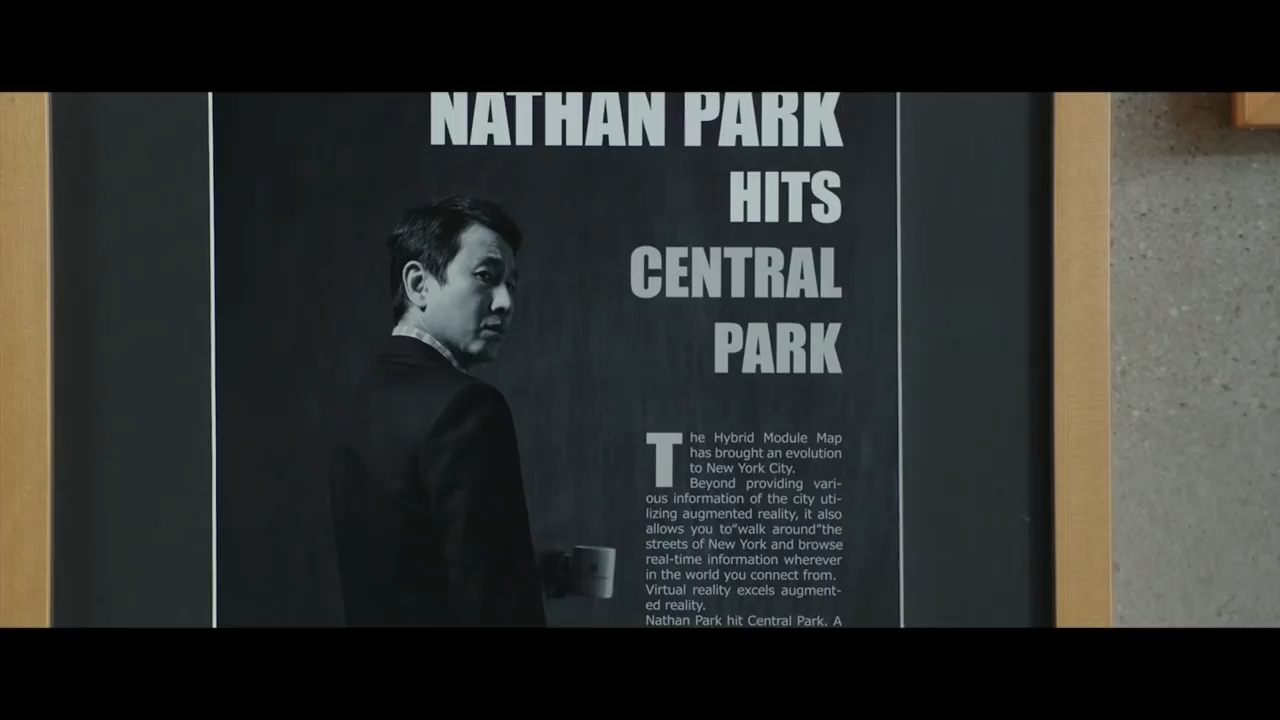 NATHAN PARK
HITS
CENTRAL
PARK
The Hybrid Module Map
has brought an evolution
to New York City.
Beyond providing vari-
ous information of the city uti-
lizing augmented reality, it also
allows you to“walk around”the
streets of New York and browse
real-time information wherever
in the world you connect from.
Virtual reality excels augment-
ed reality.
Nathan Park hit Central Park. A